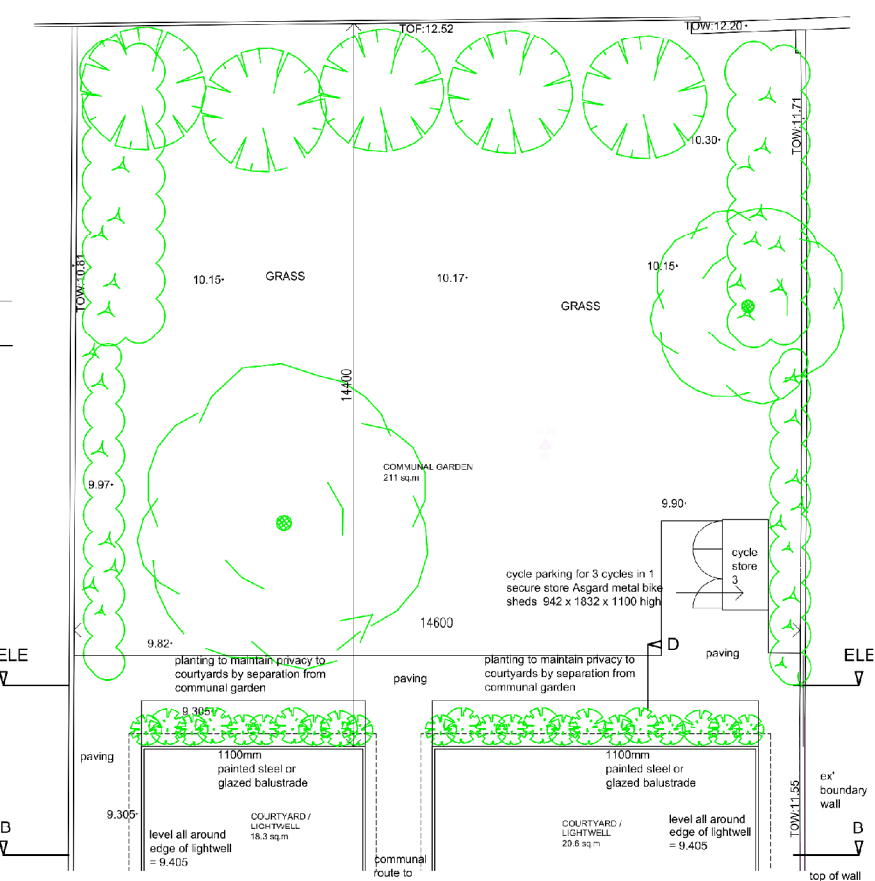 TOF:12.52
TOW:12.20
TOW:11.71
10.30
TOW:10.81
10.15
GRASS
10.17
10.15
GRASS
14400
COMMUNAL GARDEN
211 sq.m
9.97
9.90
cycle
store
3
cycle parking for 3 cycles in 1
secure store Asgard metal bike
sheds 942 x 1832 x 1100 high
14600
9.82
D
ELE
ELE
paving
planting to maintain privacy to
courtyards by separation from
communal garden
paving
planting to maintain privacy to
courtyards by separation from
communal garden
9.305
paving
1100mm
painted steel or
glazed balustrade
1100mm
painted steel or
glazed balustrade
ex'
boundary
wall
TOW:11.55
9.305
COURTYARD /
LIGHTWELL
18.3 sq.m
COURTYARD /
LIGHTWELL
20.6 sq.m
level all around
edge of lightwell
= 9.405
level all around
edge of lightwell
= 9.405
B
B
communal
route to
top of wall